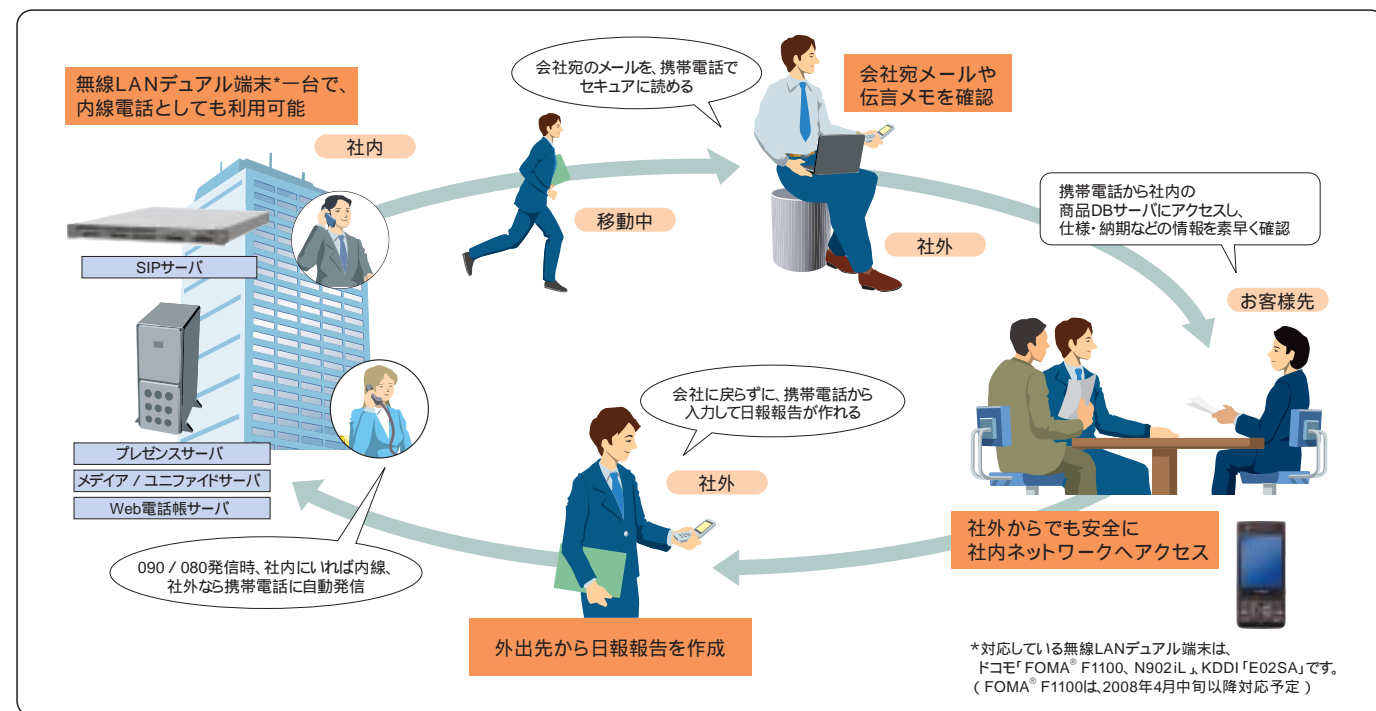 無線LANデュアル端末*一台で、
内線電話としても利用可能
社内
SIPサーバ
プレゼンスサーバ
メデイア / ユニファイドサーバ
Web電話帳サーバ
090 / 080発信時、社内にいれば内線、
社外なら携帯電話に自動発信
会社宛のメールを、携帯電話で
セキュアに読める
移動中
会社宛メールや
伝言メモを確認
社外
携帯電話から社内の
商品DBサーバにアクセスし、
仕様・納期などの情報を素早く確認
お客様先
社外からでも安全に
社内ネットワークへアクセス
会社に戻らずに、携帯電話から
入力して日報報告が作れる
社外
外出先から日報報告を作成
*対応している無線LANデュアル端末は、
ドコモ「FOMA® F1100、N902iL」、KDDI「E02SA」です。
( FOMA® F1100は、2008年4月中旬以降対応予定 )